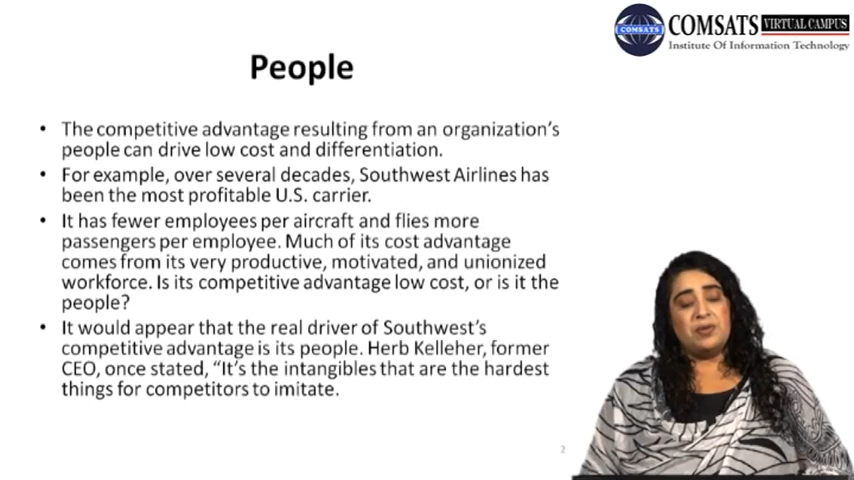 COMSATS VIRTUAL CAMPUS
COMSATS
Institute Of Information Technology
People
• The competitive advantage resulting from an organization's
people can drive low cost and differentiation.
• For example, over several decades, Southwest Airlines has
been the most profitable U.S. carrier.
• It has fewer employees per aircraft and flies more
passengers per employee. Much of its cost advantage
comes from its very productive, motivated, and unionized
workforce. Is its competitive advantage low cost, or is it the
people?
• It would appear that the real driver of Southwest's
competitive advantage is its people. Herb Kelleher, former
CEO, once stated, “It's the intangibles that are the hardest
things for competitors to imitate.
2